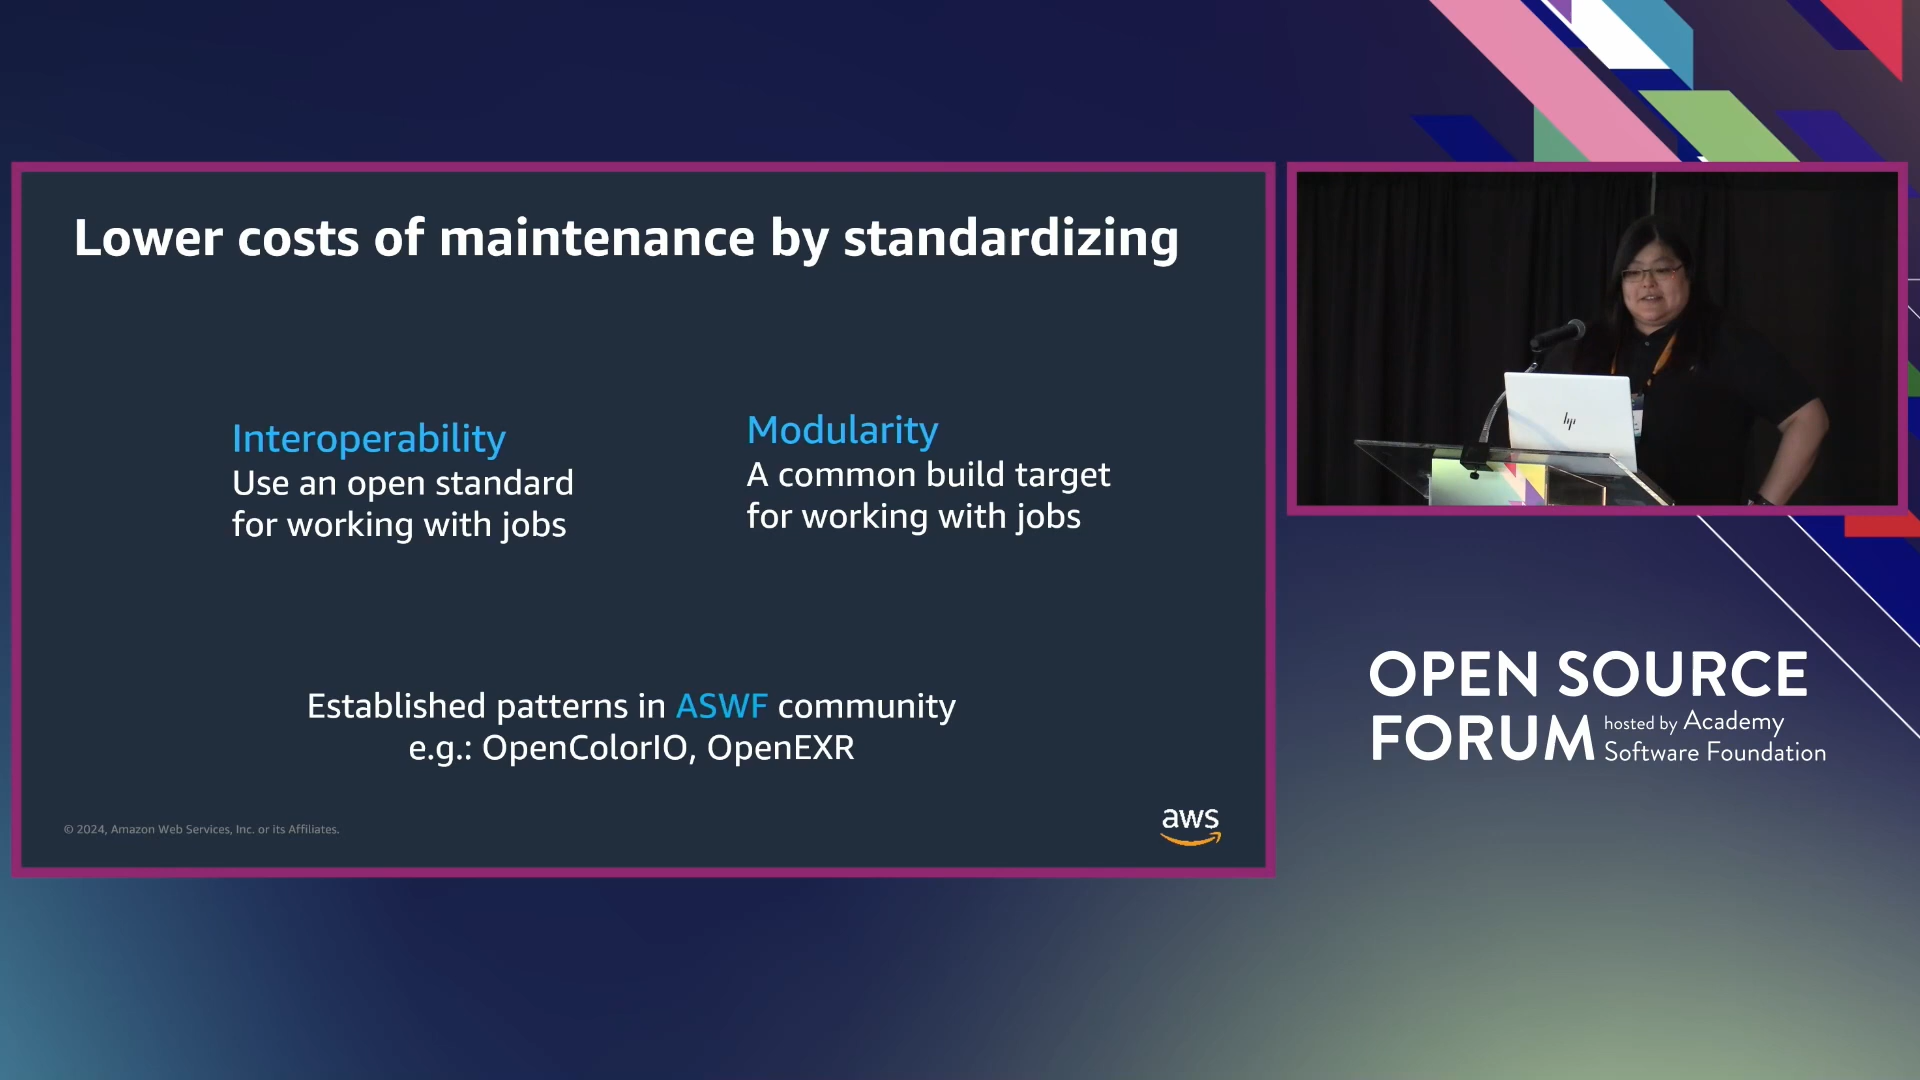 Lower costs of maintenance by standardizing
Interoperability
Use an open standard
for working with jobs
Modularity
A common build target
for working with jobs
Established patterns in ASWF community
e.g.: OpenColorIO, OpenEXR
© 2024, Amazon Web Services, Inc. or its Affiliates.
aws
hp
OPEN SOURCE
FORUM hosted by Academy
Software Foundation